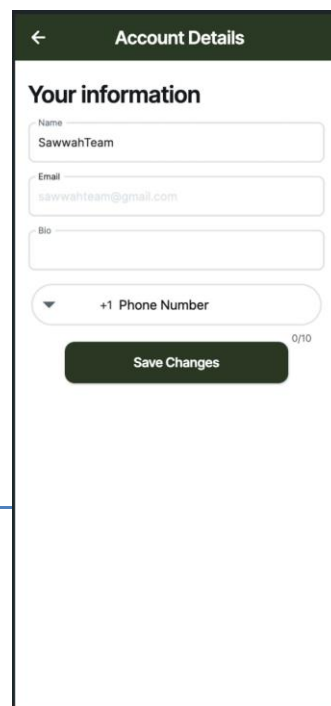 Account Details
Your information
Name
SawwahTeam
Email
sawwahteam@gmail.com
Bio
+1 Phone Number
0/10
Save Changes